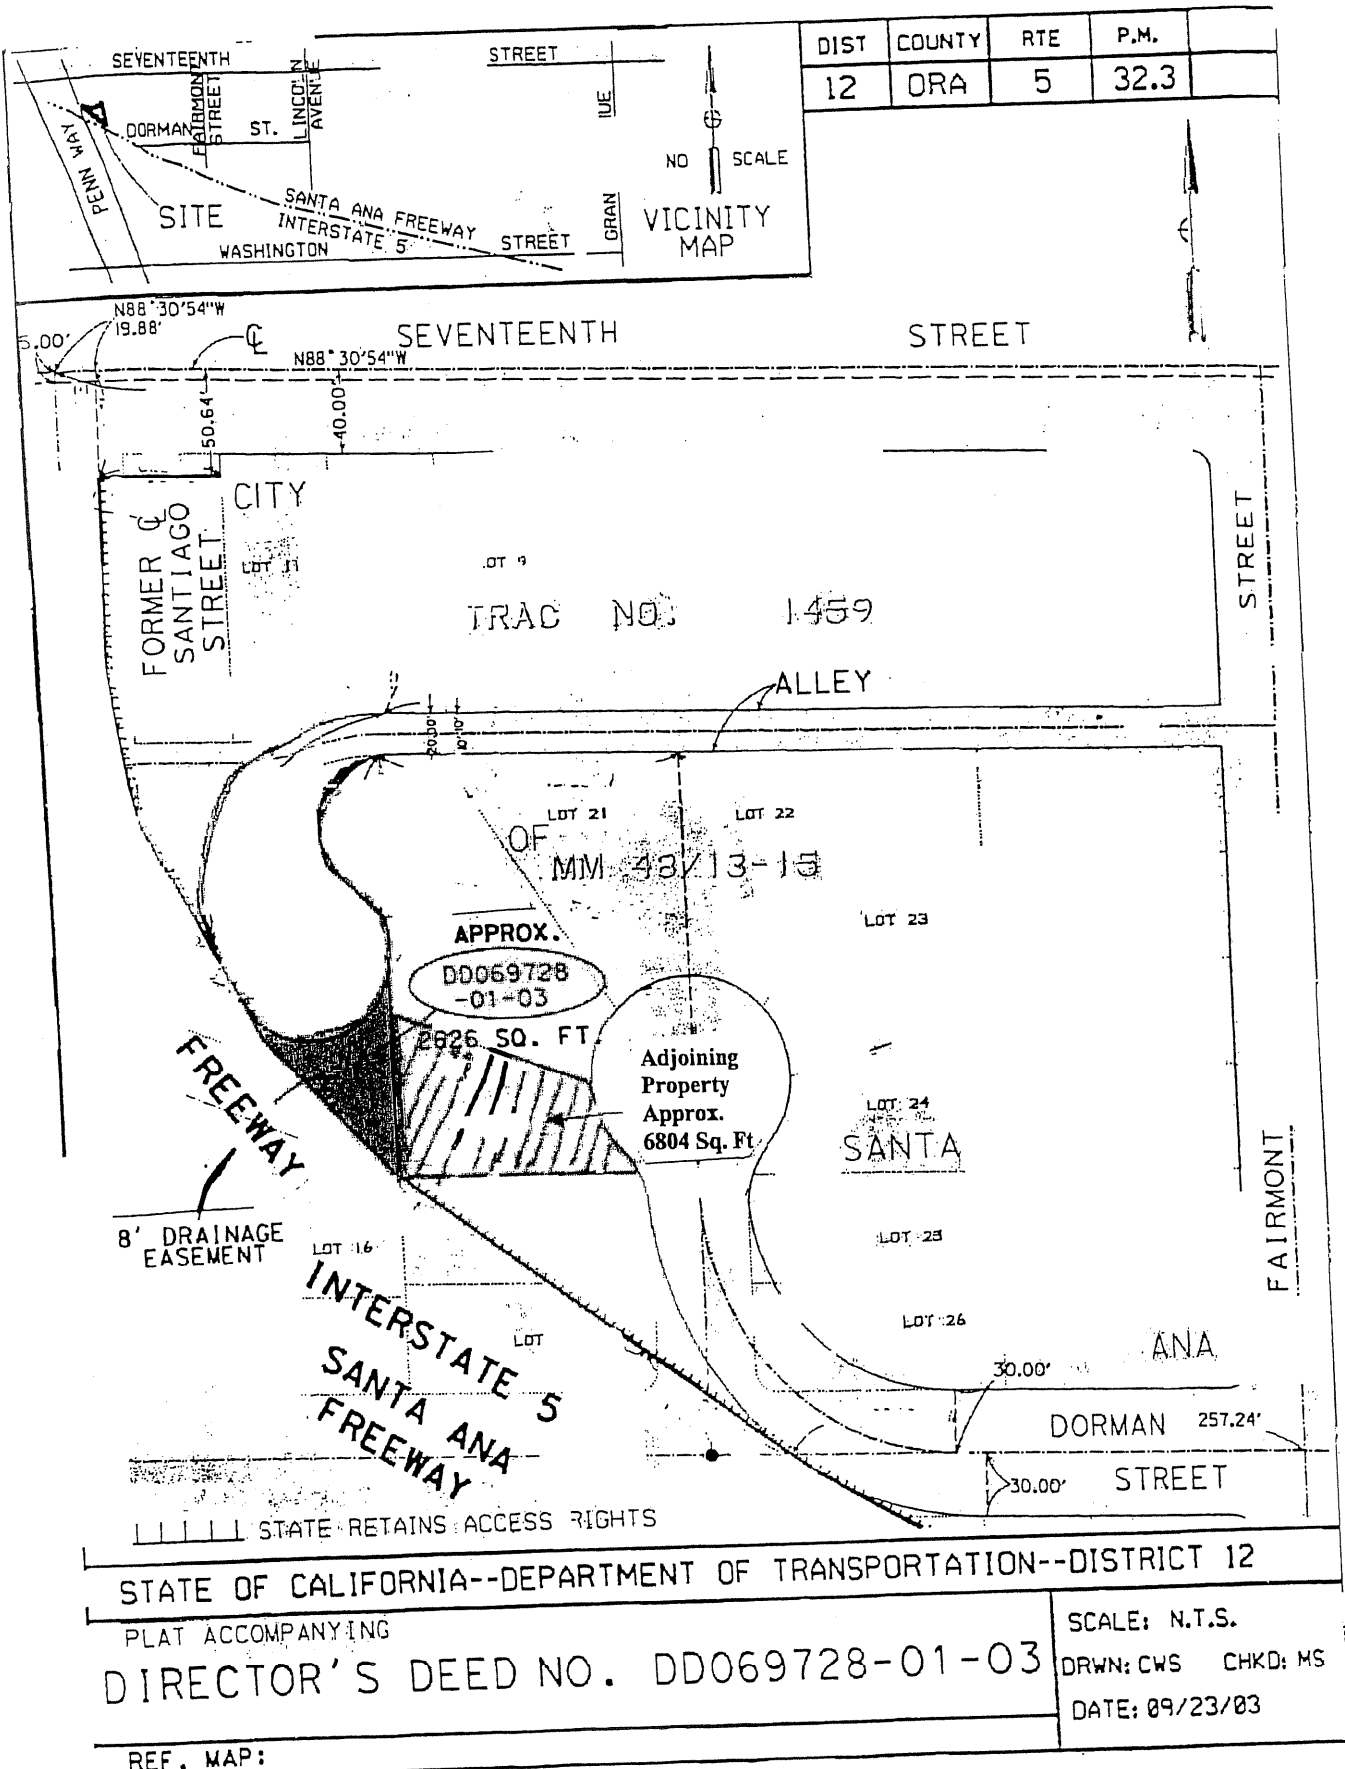 SEVENTEENTH
STREET
FAIRMONT
STREET
LINCOLN
AVENUE
DORMAN
ST.
PENN WAY
SITE
SANTA ANA FREEWAY
INTERSTATE 5
WASHINGTON
STREET
GRAN
UE
NO SCALE
VICINITY
MAP
DIST COUNTY RTE P.M.
12 ORA 5 32.3
N88°30'54"W
19.88'
5.00'
℄
SEVENTEENTH STREET
N88°30'54"W
50.64'
40.00'
FORMER ℄
SANTIAGO
STREET
CITY
LOT 11
.OT 9
TRAC NO. 1459
STREET
ALLEY
20.00'
10.10'
LOT 21
LOT 22
OF
MM 43/13-15
LOT 23
APPROX.
DD069728
-01-03
2626 SQ. FT.
Adjoining
Property
Approx.
6804 Sq. Ft
LOT 24
SANTA
FREEWAY
8' DRAINAGE
EASEMENT
LOT 16
LOT 25
FAIRMONT
INTERSTATE 5
LOT
SANTA ANA
FREEWAY
LOT 26
ANA
30.00'
DORMAN 257.24'
30.00'
STREET
STATE RETAINS ACCESS RIGHTS
STATE OF CALIFORNIA--DEPARTMENT OF TRANSPORTATION--DISTRICT 12
PLAT ACCOMPANYING
DIRECTOR'S DEED NO. DD069728-01-03
SCALE: N.T.S.
DRWN: CWS CHKD: MS
DATE: 09/23/03
REF. MAP: